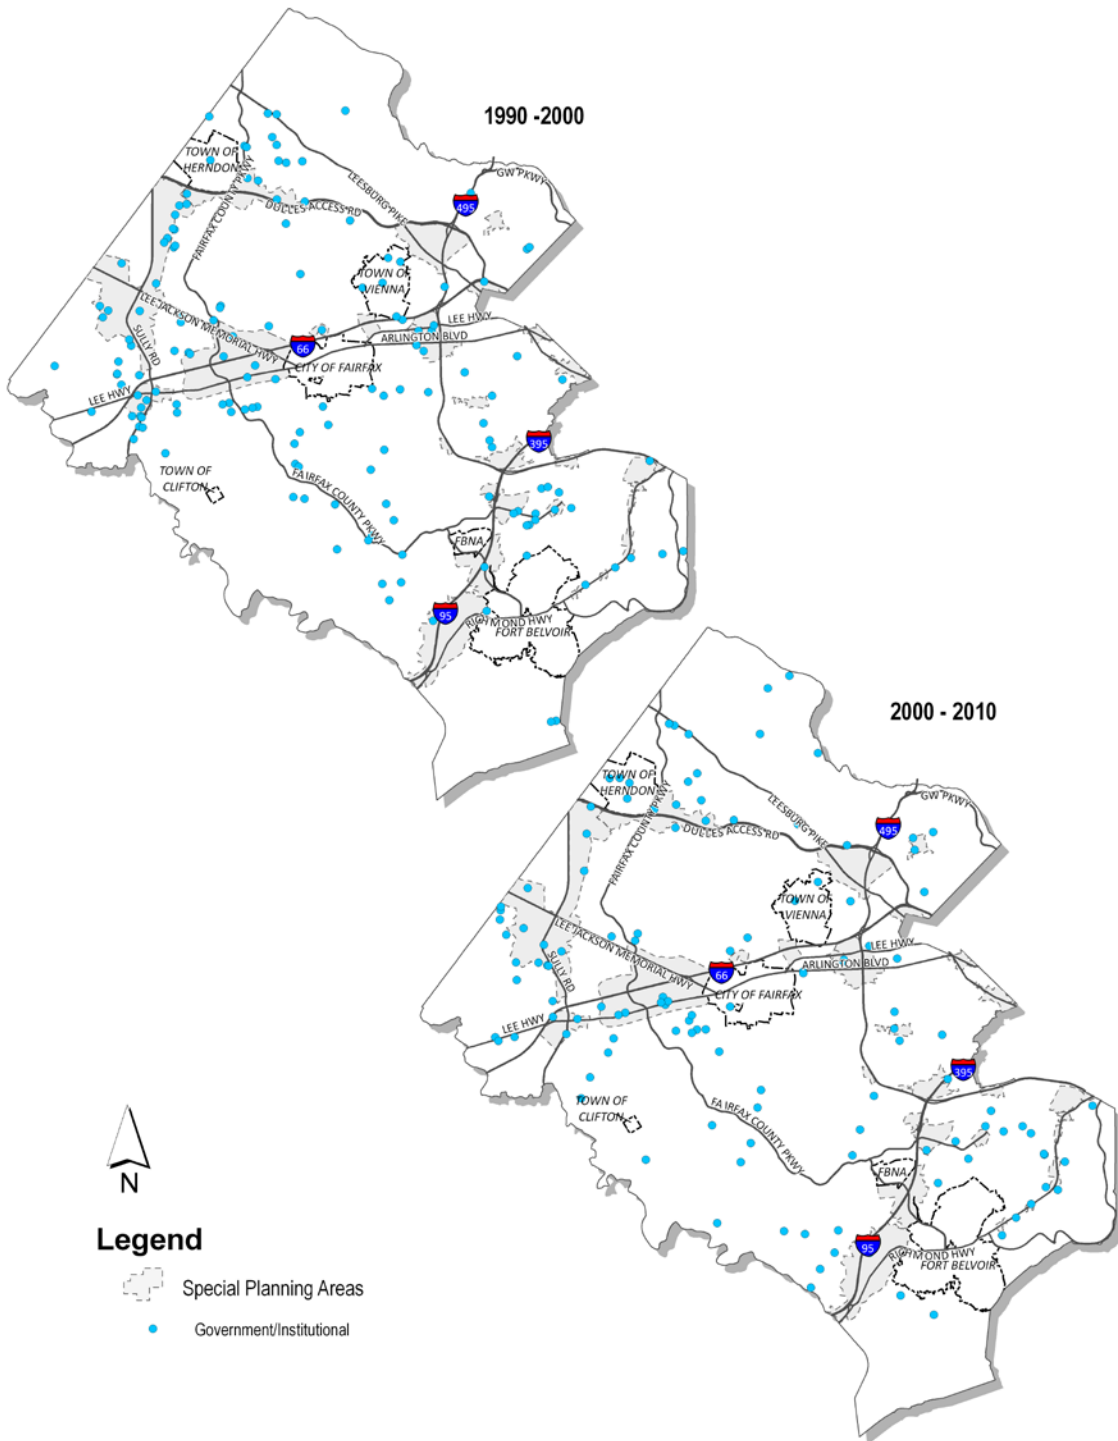 1990 -2000
TOWN OF
HERNDON
FAIRFAX COUNTY PKWY
LEESBURG PIKE
GW PKWY
495
DULLES ACCESS RD
TOWN OF
VIENNA
LEE JACKSON MEMORIAL HWY
SULLY RD
LEE HWY
ARLINGTON BLVD
66
CITY OF FAIRFAX
LEE HWY
395
TOWN OF
CLIFTON
FAIRFAX COUNTY PKWY
FBNA
95
RICHMOND HWY
FORT BELVOIR
2000 - 2010
TOWN OF
HERNDON
FAIRFAX COUNTY PKWY
LEESBURG PIKE
GW PKWY
495
DULLES ACCESS RD
TOWN OF
VIENNA
LEE JACKSON MEMORIAL HWY
SULLY RD
LEE HWY
ARLINGTON BLVD
66
CITY OF FAIRFAX
LEE HWY
395
TOWN OF
CLIFTON
FAIRFAX COUNTY PKWY
FBNA
95
RICHMOND HWY
FORT BELVOIR
N
Legend
Special Planning Areas
Government/Institutional